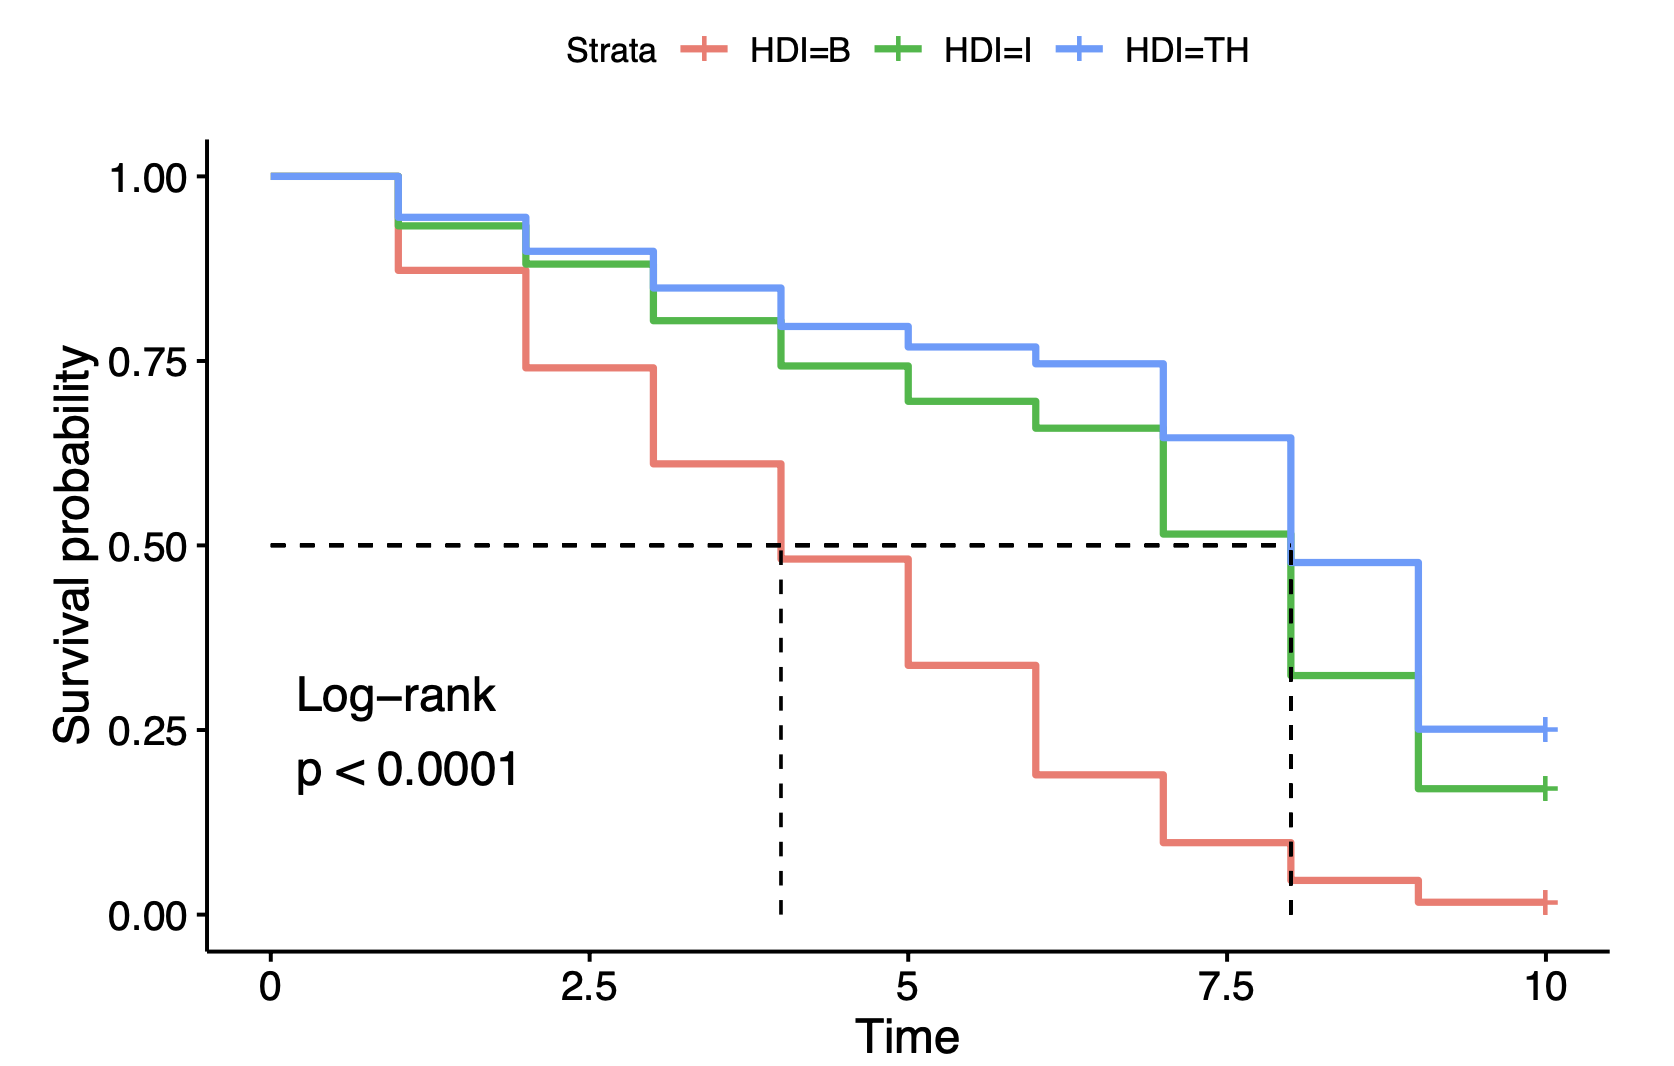 Strata HDI=B HDI=I HDI=TH
Survival probability
1.00
0.75
0.50
0.25
0.00
Log-rank
p < 0.0001
0 2.5 5 7.5 10
Time